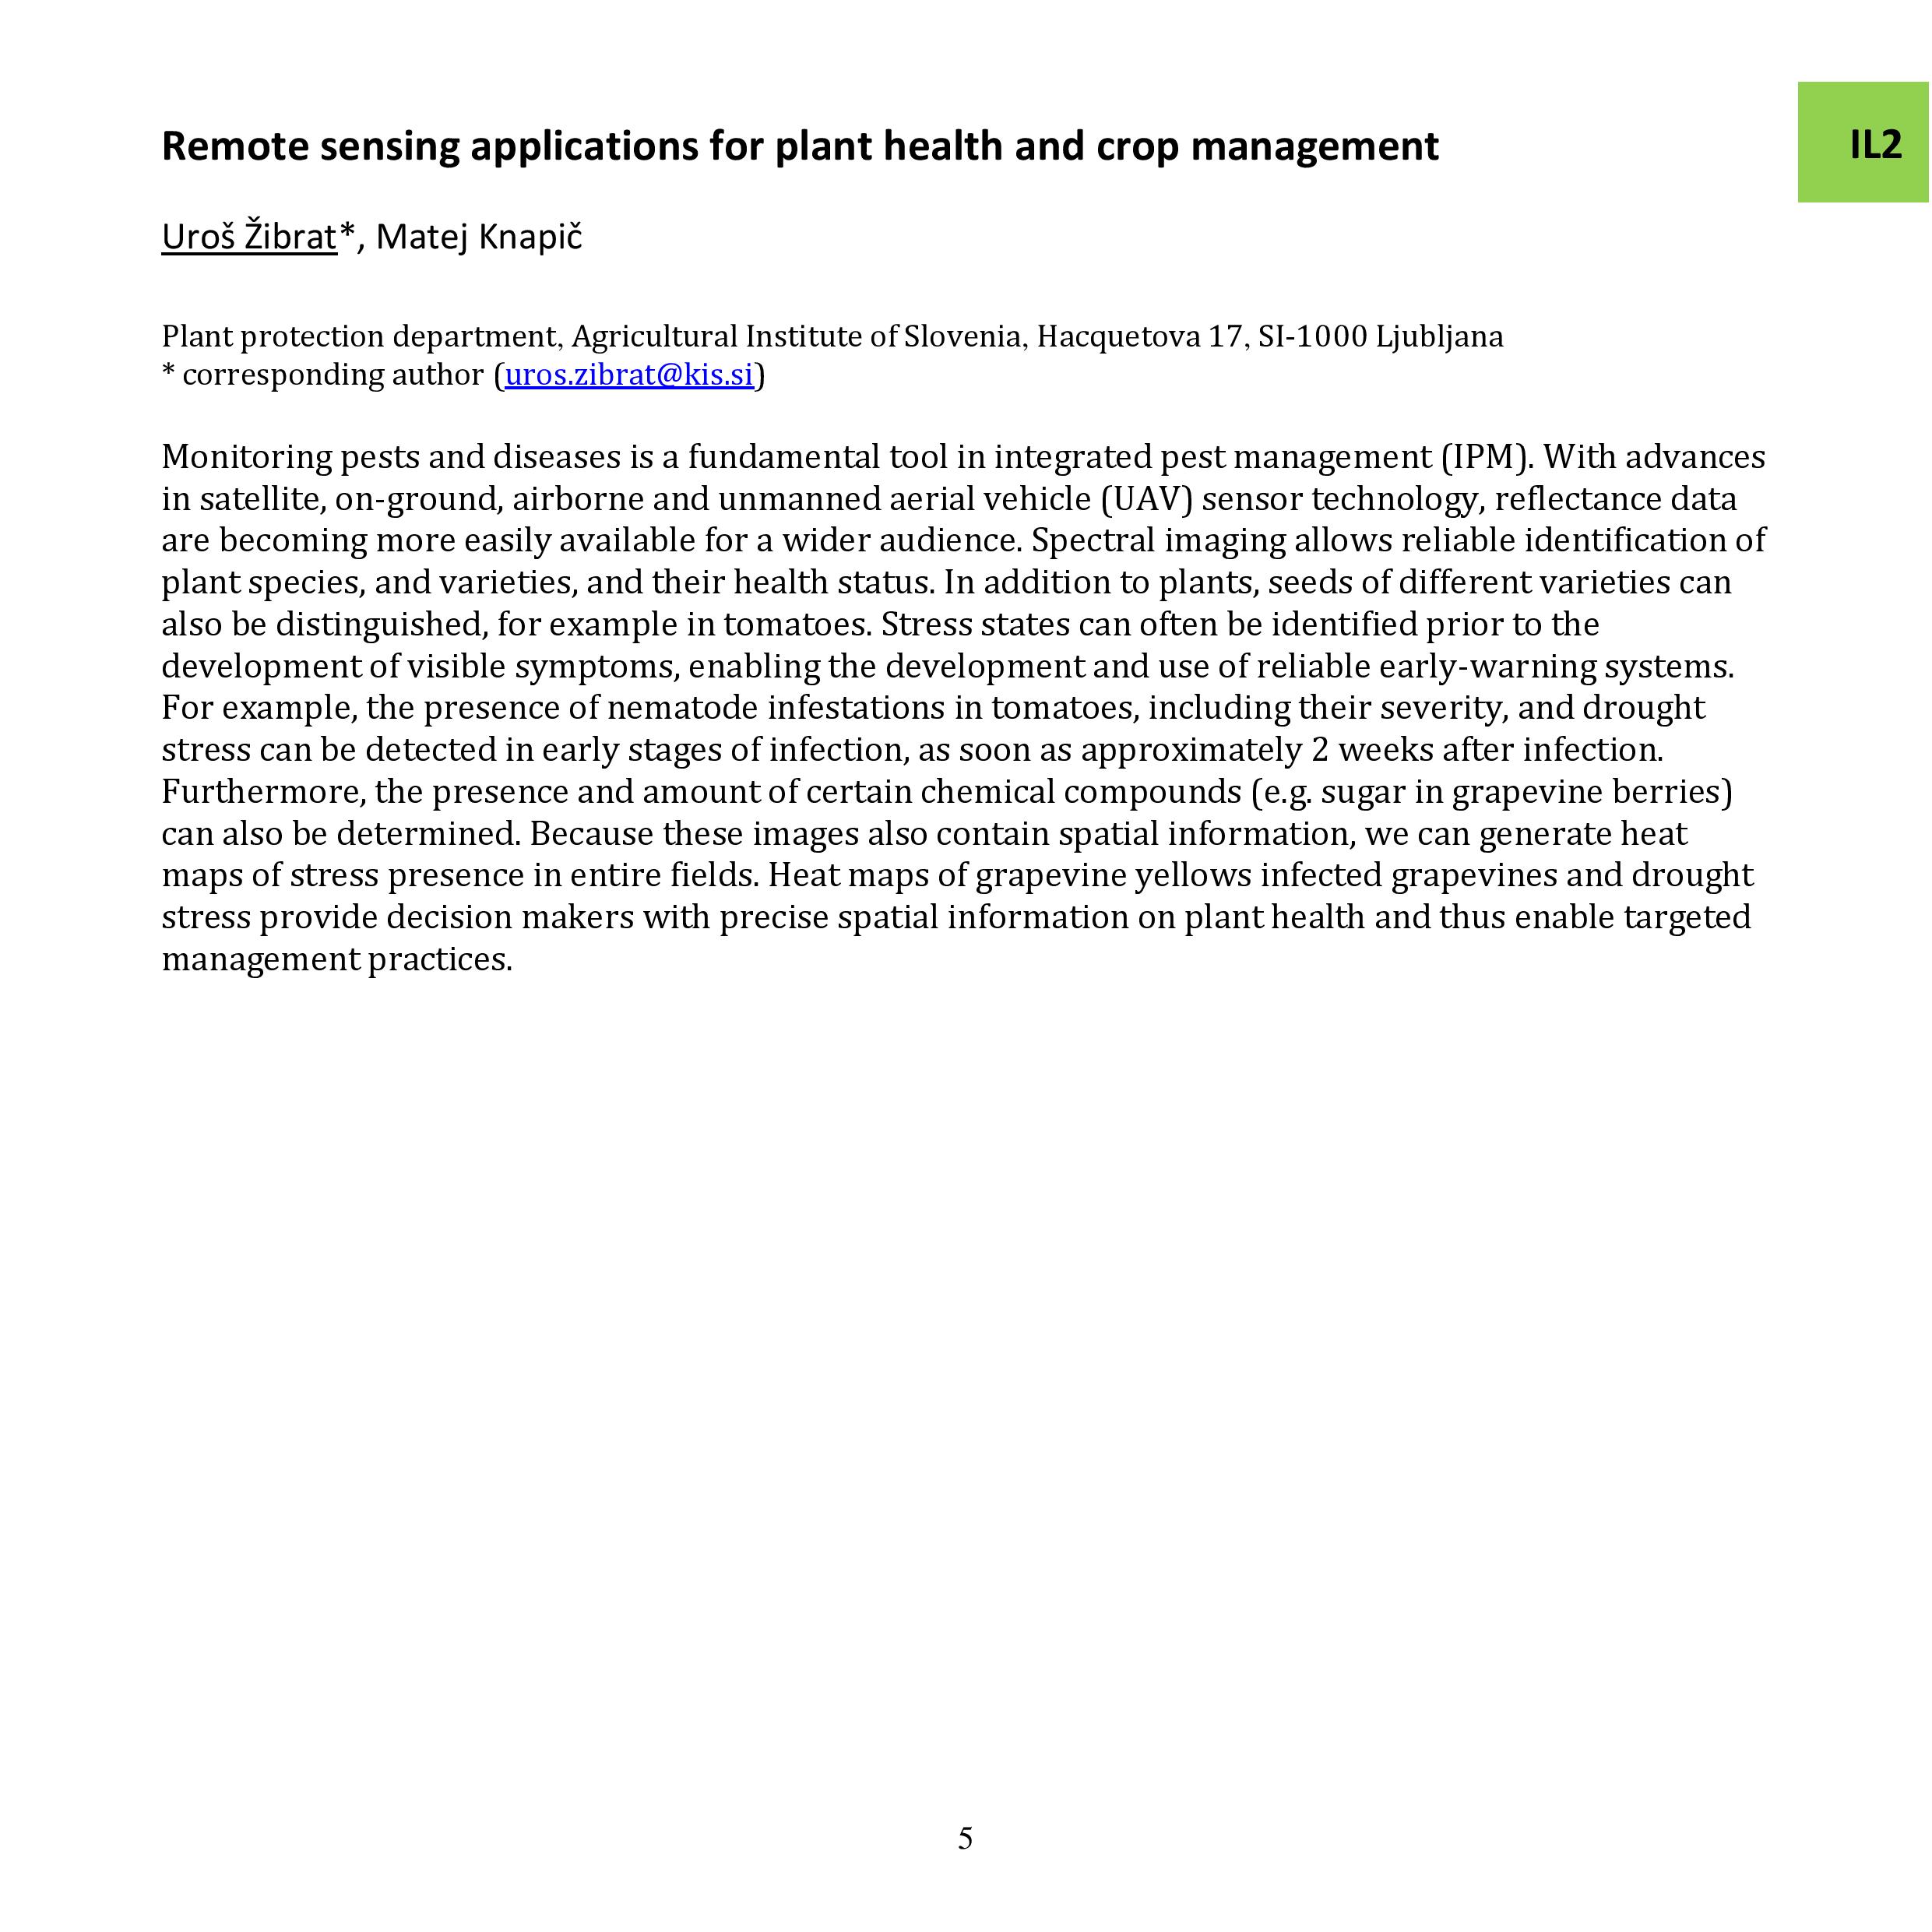 Remote sensing applications for plant health and crop management
IL2
Uroš Žibrat*, Matej Knapič
Plant protection department, Agricultural Institute of Slovenia, Hacquetova 17, SI-1000 Ljubljana
* corresponding author (uros.zibrat@kis.si)
Monitoring pests and diseases is a fundamental tool in integrated pest management (IPM). With advances
in satellite, on-ground, airborne and unmanned aerial vehicle (UAV) sensor technology, reflectance data
are becoming more easily available for a wider audience. Spectral imaging allows reliable identification of
plant species, and varieties, and their health status. In addition to plants, seeds of different varieties can
also be distinguished, for example in tomatoes. Stress states can often be identified prior to the
development of visible symptoms, enabling the development and use of reliable early-warning systems.
For example, the presence of nematode infestations in tomatoes, including their severity, and drought
stress can be detected in early stages of infection, as soon as approximately 2 weeks after infection.
Furthermore, the presence and amount of certain chemical compounds (e.g. sugar in grapevine berries)
can also be determined. Because these images also contain spatial information, we can generate heat
maps of stress presence in entire fields. Heat maps of grapevine yellows infected grapevines and drought
stress provide decision makers with precise spatial information on plant health and thus enable targeted
management practices.
5